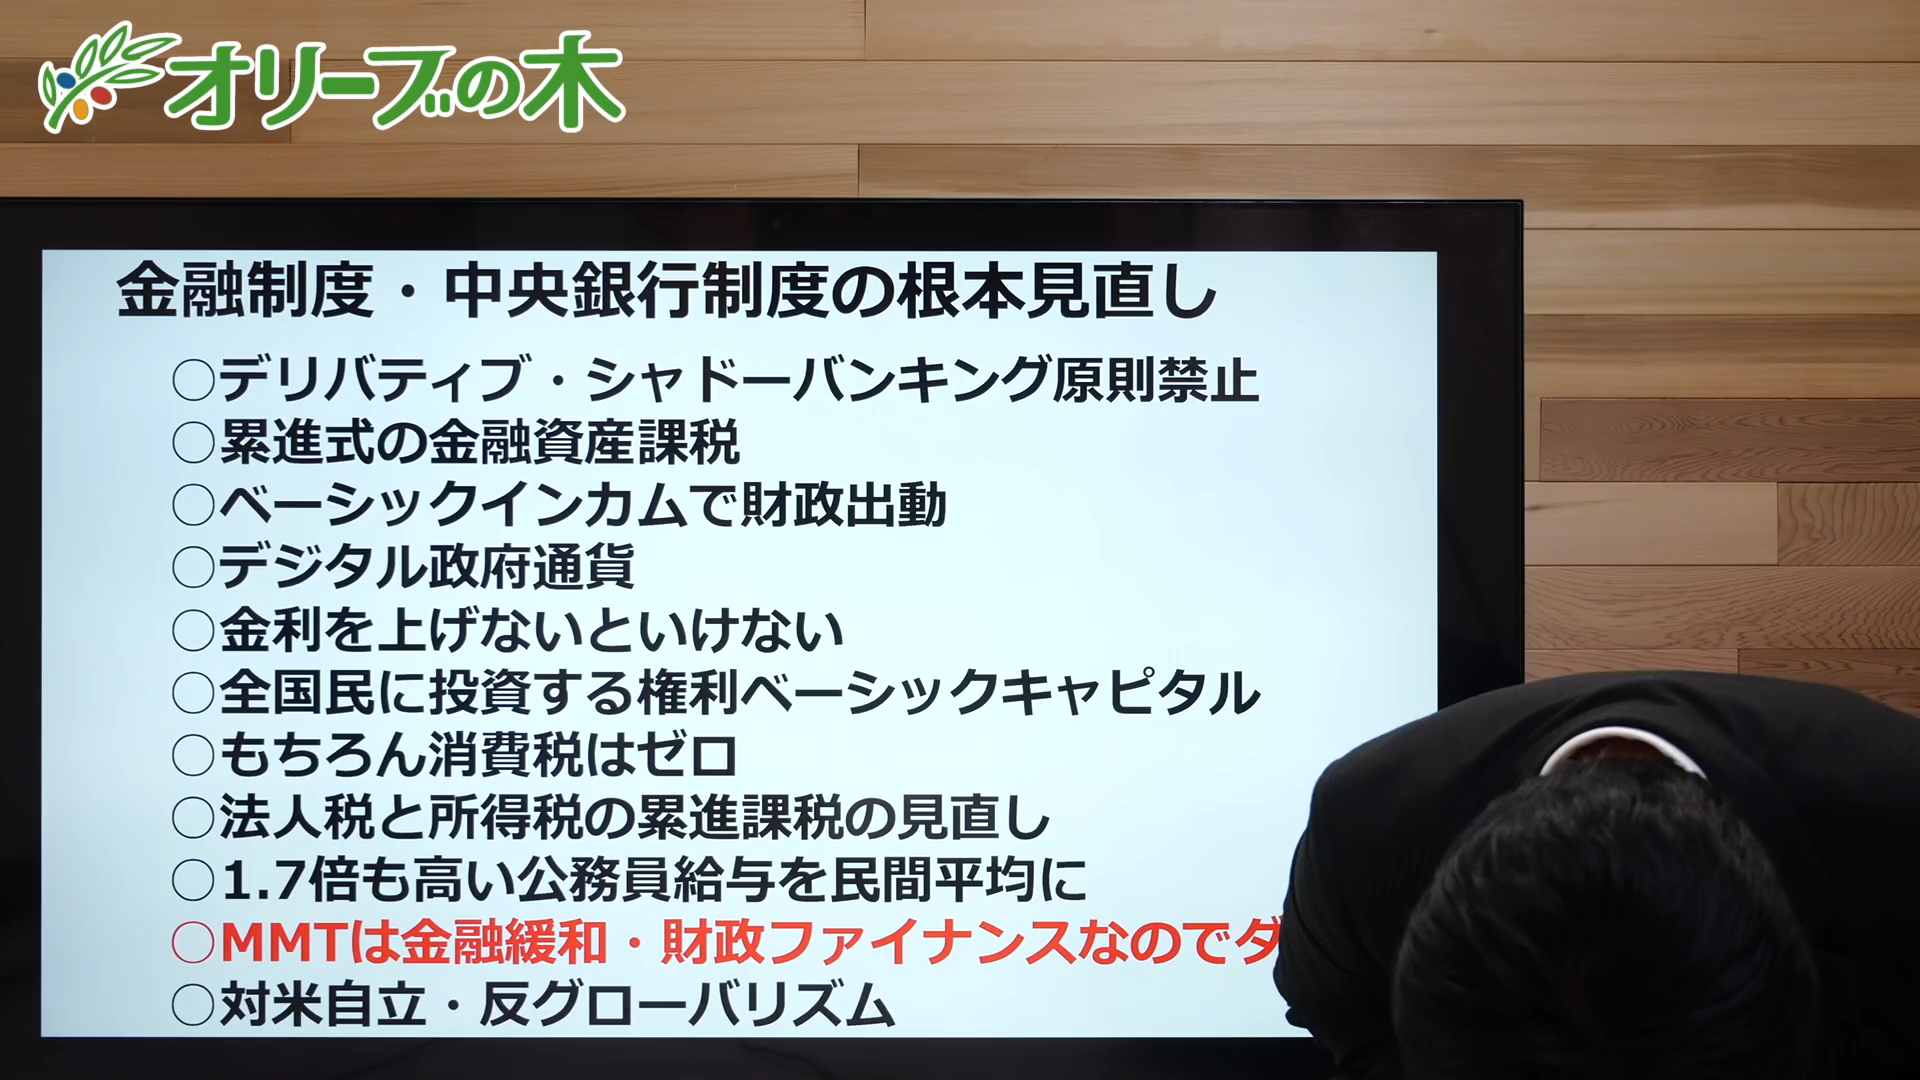 オリーブの木
金融制度・中央銀行制度の根本見直し
○デリバティブ・シャドーバンキング原則禁止
○累進式の金融資産課税
○ベーシックインカムで財政出動
○デジタル政府通貨
○金利を上げないといけない
○全国民に投資する権利ベーシックキャピタル
○もちろん消費税はゼロ
○法人税と所得税の累進課税の見直し
○1.7倍も高い公務員給与を民間平均に
○MMTは金融緩和・財政ファイナンスなのでダ
○対米自立・反グローバリズム